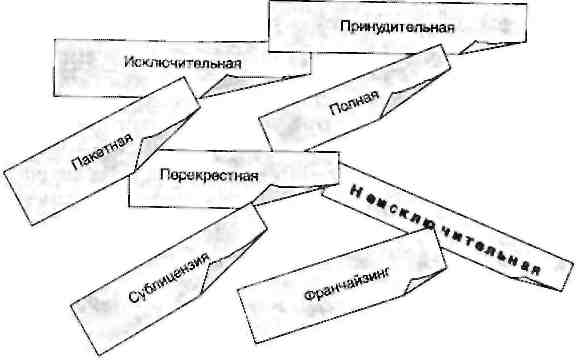 Принудительная
Исключительная
Полная
Пакетная
Перекрестная
Неисключительная
Сублицензия
Франчайзинг